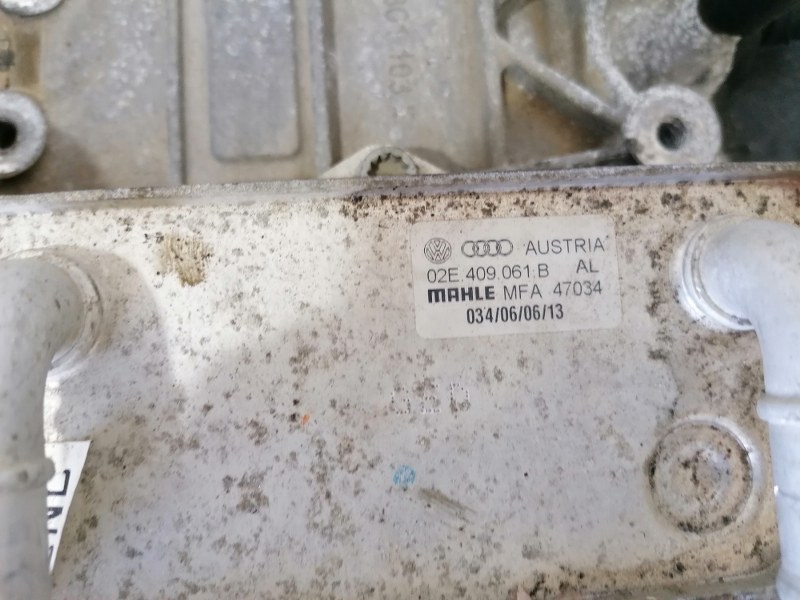 AUSTRIA
02E 409.061 B AL
MAHLE MFA 47034
034/06/06/13